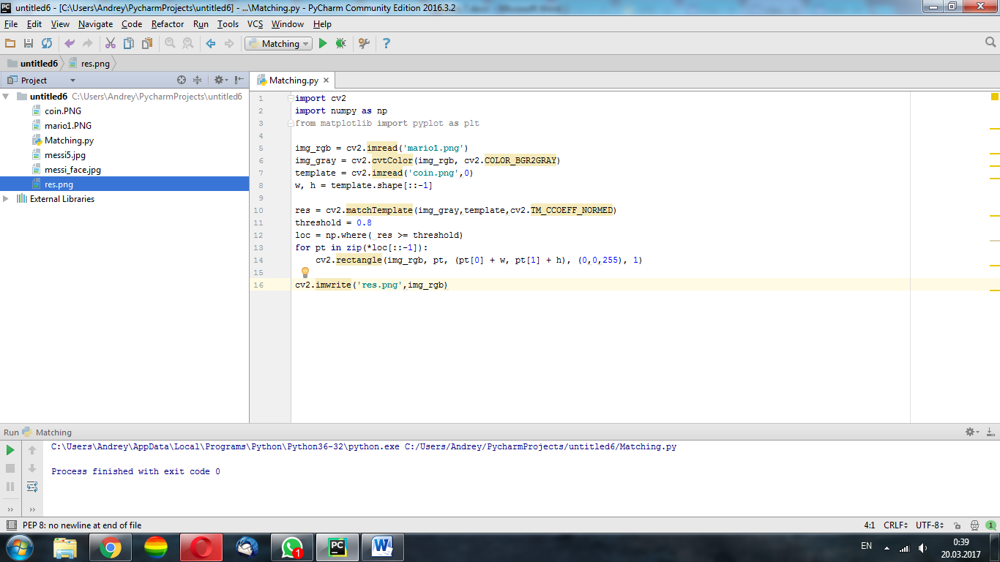 untitled6 - [C:\Users\Andrey\PycharmProjects\untitled6] - ...\Matching.py - PyCharm Community Edition 2016.3.2
File Edit View Navigate Code Refactor Run Tools VCS Window Help
Matching
untitled6 res.png
Project
Matching.py
untitled6 C:\Users\Andrey\PycharmProjects\untitled6
coin.PNG
mario1.PNG
Matching.py
messi5.jpg
messi_face.jpg
res.png
External Libraries
1 import cv2
2 import numpy as np
3 from matplotlib import pyplot as plt
4
5 img_rgb = cv2.imread('mario1.png')
6 img_gray = cv2.cvtColor(img_rgb, cv2.COLOR_BGR2GRAY)
7 template = cv2.imread('coin.png',0)
8 w, h = template.shape[::-1]
9
10 res = cv2.matchTemplate(img_gray,template,cv2.TM_CCOEFF_NORMED)
11 threshold = 0.8
12 loc = np.where( res >= threshold)
13 for pt in zip(*loc[::-1]):
14     cv2.rectangle(img_rgb, pt, (pt[0] + w, pt[1] + h), (0,0,255), 1)
15
16 cv2.imwrite('res.png',img_rgb)
Run Matching
C:\Users\Andrey\AppData\Local\Programs\Python\Python36-32\python.exe C:/Users/Andrey/PycharmProjects/untitled6/Matching.py
Process finished with exit code 0
PEP 8: no newline at end of file 4:1 CRLF UTF-8 1
PC W 1
EN 0:39
20.03.2017